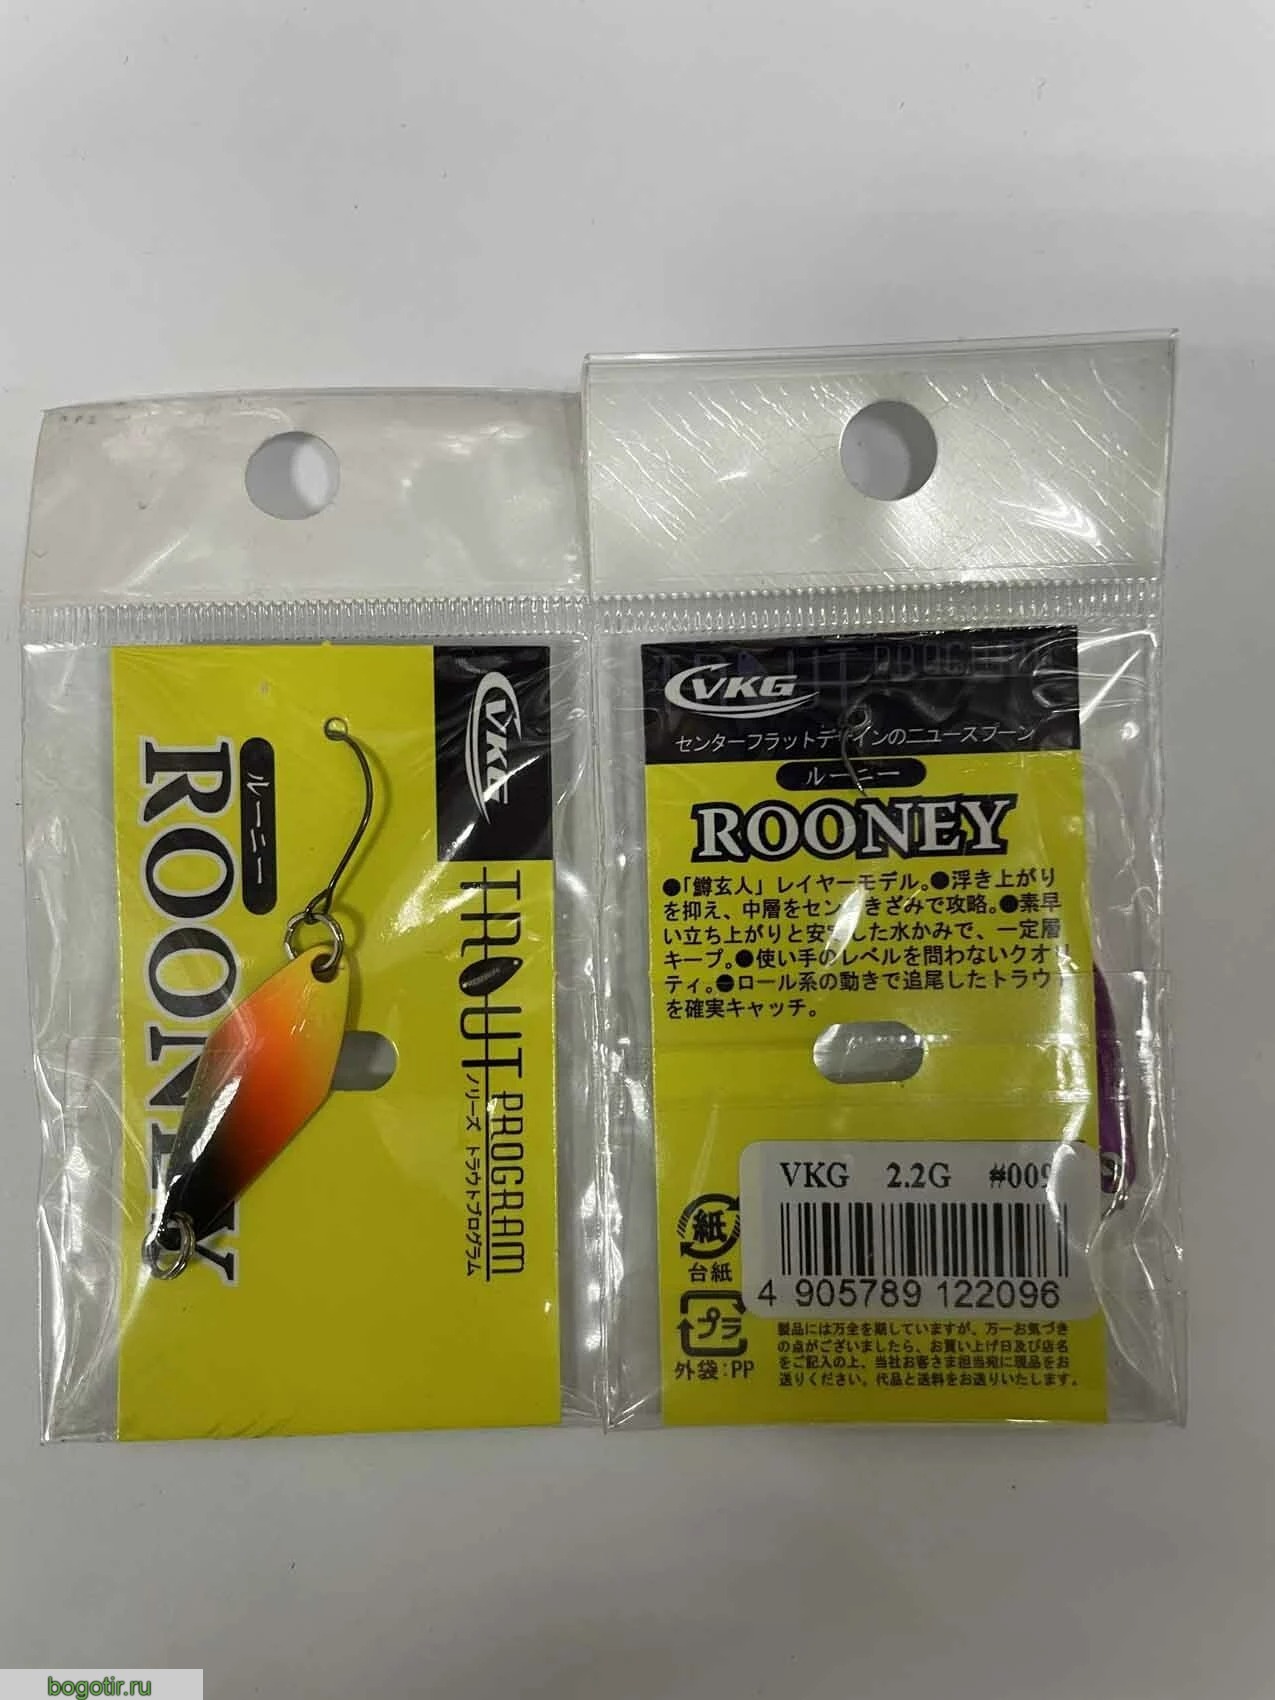 VKG
ルーニー
ROONEY
TROUT PROGRAM
ノリーズ トラウトプログラム
VKG
センターフラットデザインのニュースプーン
ルーニー
ROONEY
●「鱒玄人」レイヤーモデル。●浮き上がり
を抑え、中層をセンチきざみで攻略。●素早
い立ち上がりと安定した水かみで、一定層
キープ。●使い手のレベルを問わないクオリ
ティ。●ロール系の動きで追尾したトラウト
を確実キャッチ。
VKG 2.2G #009
4 905789 122096
紙
台紙
プラ
外袋:PP
製品には万全を期していますが、万一お気づき
の点がございましたら、お買い上げ日及び店名
をご記入の上、当社お客さま担当宛に現品をお
送りください。代品と送料をお送りいたします。
bogotir.ru